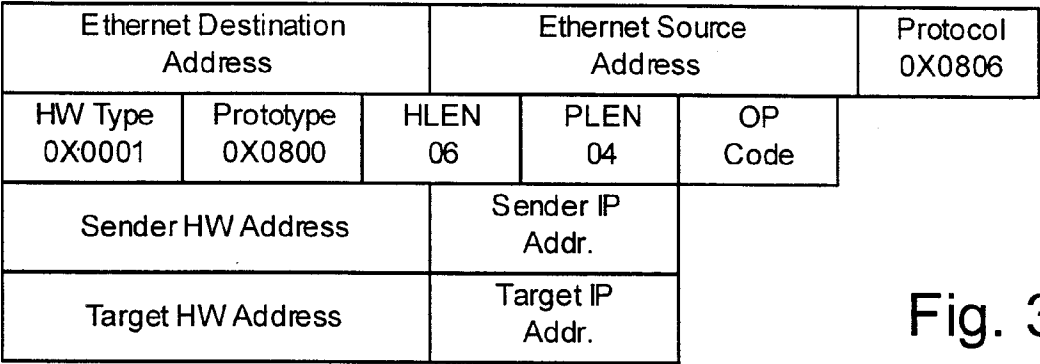 Ethernet Destination
Address
Ethernet Source
Address
Protocol
0X0806
HW Type
0X0001
Prototype
0X0800
HLEN
06
PLEN
04
OP
Code
Sender HW Address
Sender IP
Addr.
Target HW Address
Target IP
Addr.
Fig. 3